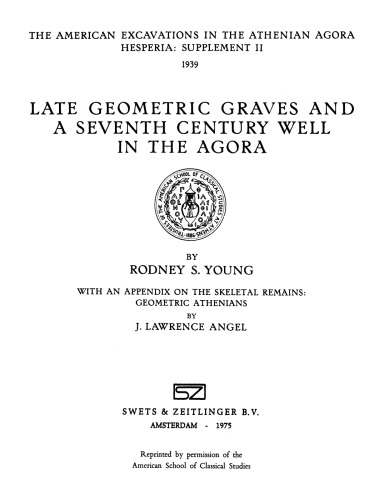 THE AMERICAN EXCAVATIONS IN THE ATHENIAN AGORA
HESPERIA: SUPPLEMENT II
1939
LATE GEOMETRIC GRAVES AND
A SEVENTH CENTURY WELL
IN THE AGORA
BY
RODNEY S. YOUNG
WITH AN APPENDIX ON THE SKELETAL REMAINS:
GEOMETRIC ATHENIANS
BY
J. LAWRENCE ANGEL
SZ
SWETS & ZEITLINGER B.V.
AMSTERDAM - 1975
Reprinted by permission of the
American School of Classical Studies